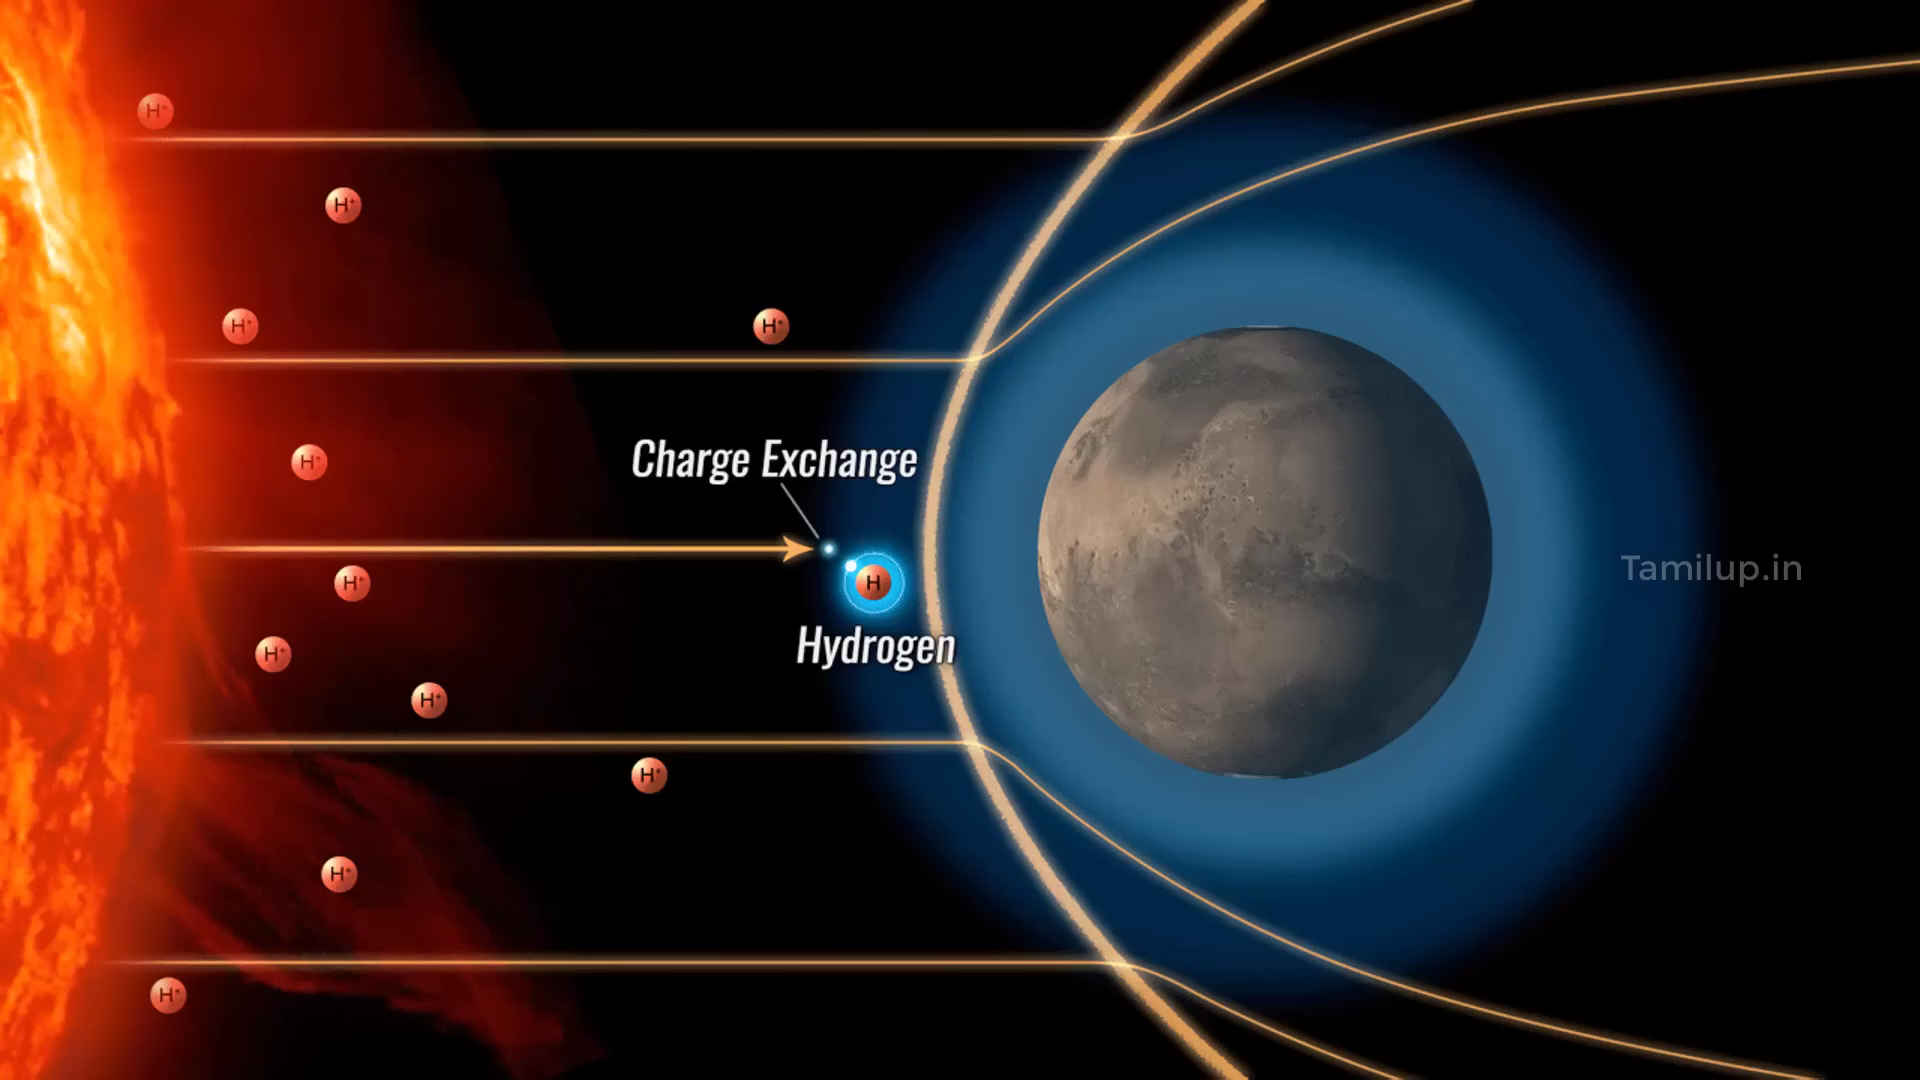 H⁺
H⁺
H⁺
H⁺
H⁺
Charge Exchange
H⁺
H
Tamilup.in
Hydrogen
H⁺
H⁺
H⁺
H⁺
H⁺